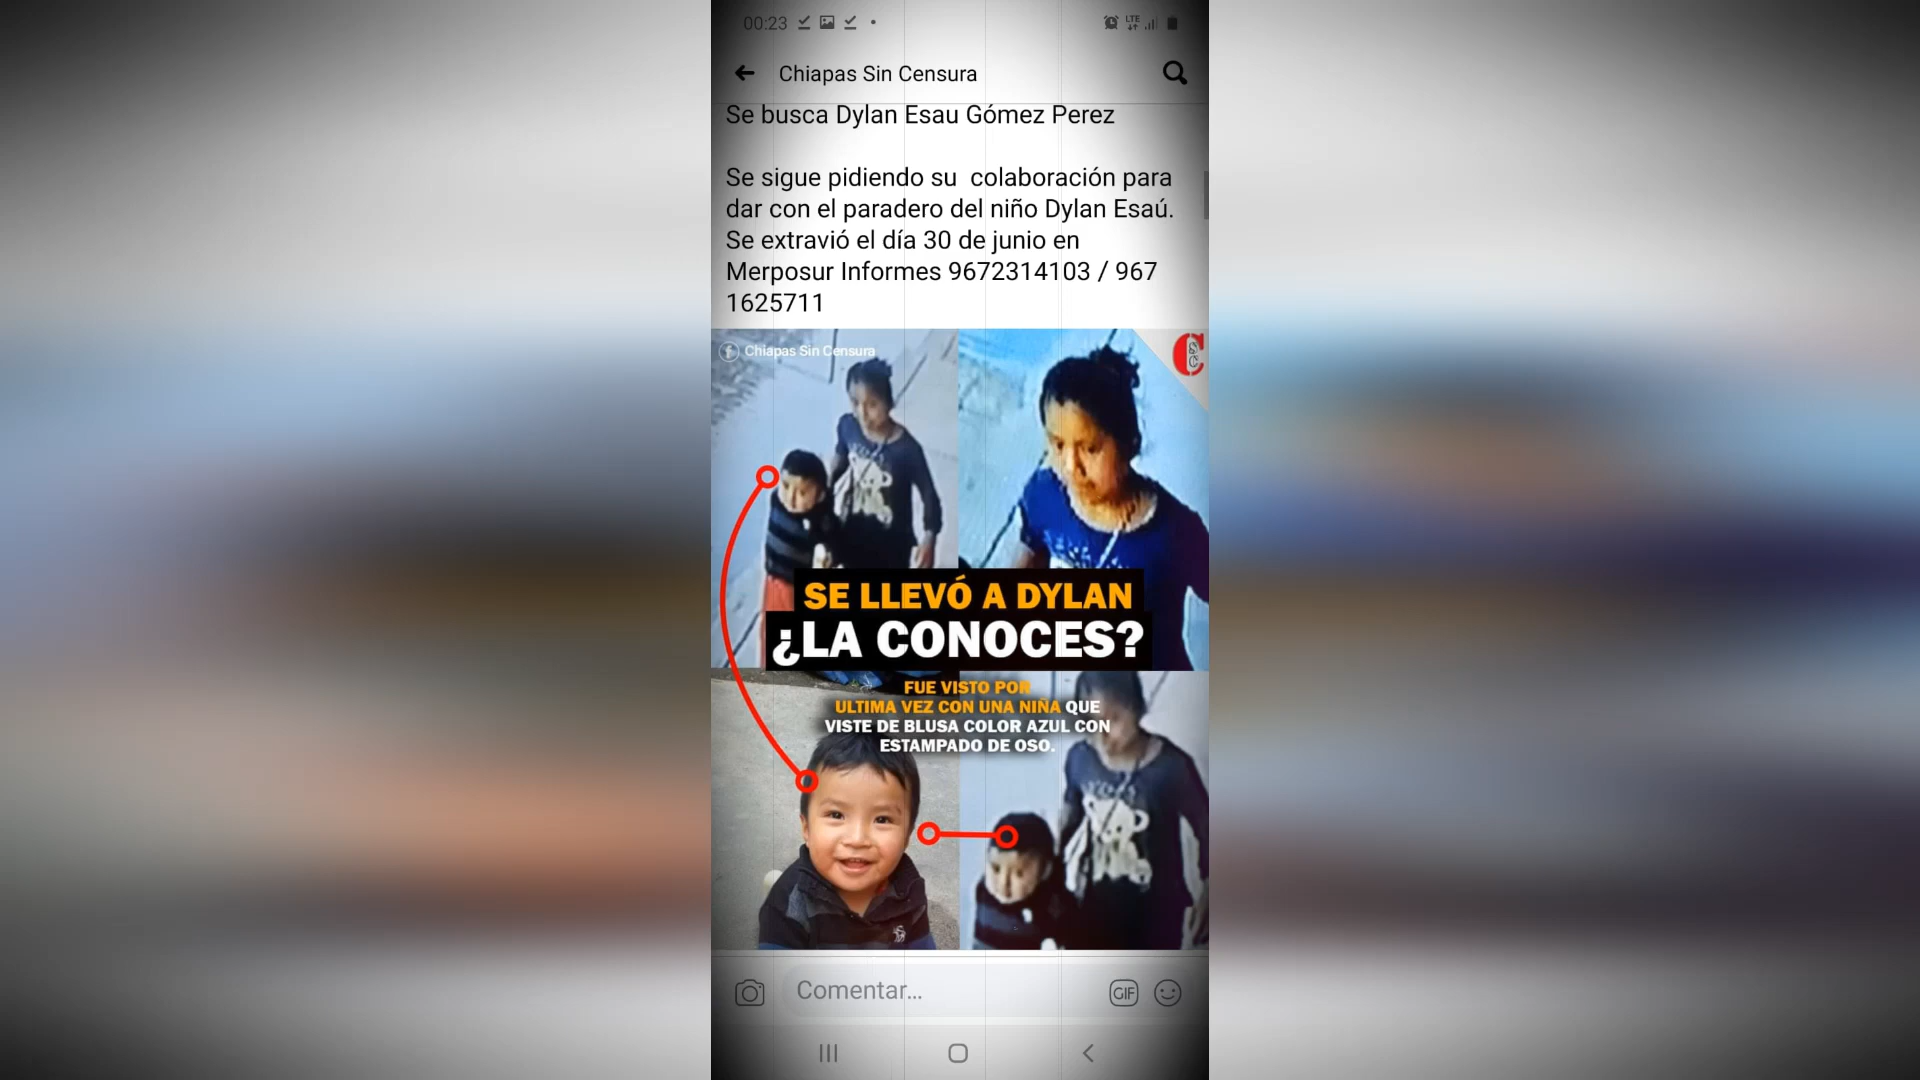 00:23
LTE
Chiapas Sin Censura
Se busca Dylan Esau Gómez Perez
Se sigue pidiendo su colaboración para
dar con el paradero del niño Dylan Esaú.
Se extravió el día 30 de junio en
Merposur Informes 9672314103 / 967
1625711
Chiapas Sin Censura
CSC
SE LLEVÓ A DYLAN
¿LA CONOCES?
FUE VISTO POR
ULTIMA VEZ CON UNA NIÑA QUE
VISTE DE BLUSA COLOR AZUL CON
ESTAMPADO DE OSO.
Comentar...
GIF